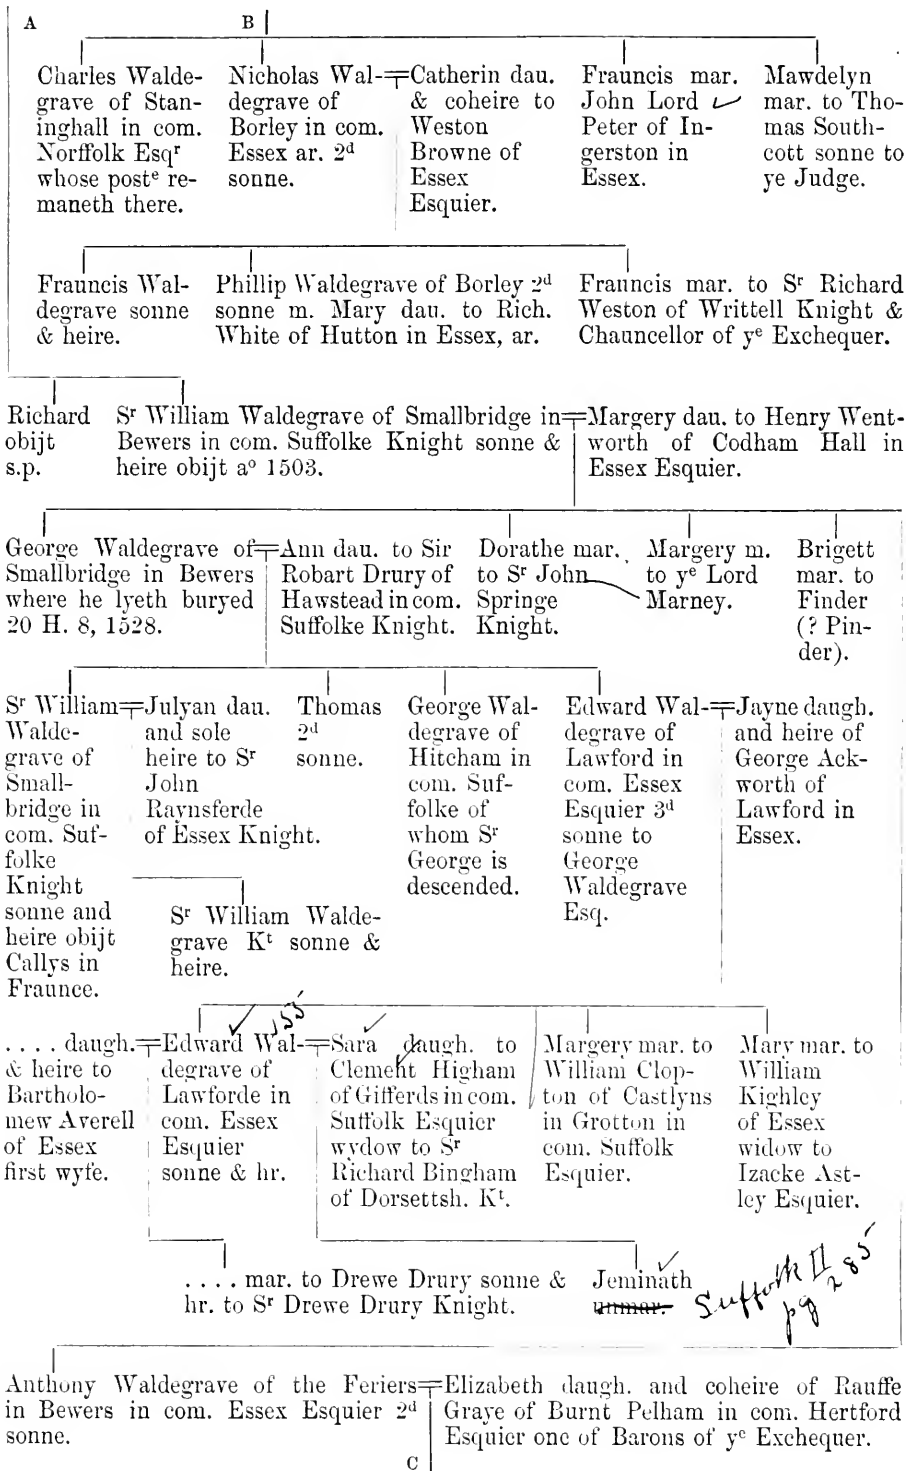 A
B
Charles Walde-
grave of Stan-
inghall in com.
Norffolk Esqr
whose poste re-
maneth there.
Nicholas Wal-
degrave of
Borley in com.
Essex ar. 2d
sonne.
Catherin dau.
& coheire to
Weston
Browne of
Essex
Esquier.
Frauncis mar.
John Lord
Peter of In-
gerston in
Essex.
Mawdelyn
mar. to Tho-
mas South-
cott sonne to
ye Judge.
Frauncis Wal-
degrave sonne
& heire.
Phillip Waldegrave of Borley 2d
sonne m. Mary dau. to Rich.
White of Hutton in Essex, ar.
Frauncis mar. to Sr Richard
Weston of Writtell Knight &
Chauncellor of ye Exchequer.
Richard
obijt
s.p.
Sr William Waldegrave of Smallbridge in
Bewers in com. Suffolke Knight sonne &
heire obijt ao 1503.
Margery dau. to Henry Went-
worth of Codham Hall in
Essex Esquier.
George Waldegrave of
Smallbridge in Bewers
where he lyeth buryed
20 H. 8, 1528.
Ann dau. to Sir
Robart Drury of
Hawstead in com.
Suffolke Knight.
Dorathe mar.
to Sr John
Springe
Knight.
Margery m.
to ye Lord
Marney.
Brigett
mar. to
Finder
(? Pin-
der).
Sr William
Walde-
grave of
Small-
bridge in
com. Suf-
folke
Knight
sonne and
heire obijt
Callys in
Fraunce.
Julyan dau.
and sole
heire to Sr
John
Raynsferde
of Essex Knight.
Thomas
2d
sonne.
George Wal-
degrave of
Hitcham in
com. Suf-
folke of
whom Sr
George is
descended.
Edward Wal-
degrave of
Lawford in
com. Essex
Esquier 3d
sonne to
George
Waldegrave
Esq.
Jayne daugh.
and heire of
George Ack-
worth of
Lawford in
Essex.
Sr William Walde-
grave Kt sonne &
heire.
.... daugh.
& heire to
Bartholo-
mew Averell
of Essex
first wyfe.
155
Edward Wal-
degrave of
Lawforde in
com. Essex
Esquier
sonne & hr.
Sara daugh. to
Clement Higham
of Gifferds in com.
Suffolk Esquier
wydow to Sr
Richard Bingham
of Dorsettsh. Kt.
Margery mar. to
William Clop-
ton of Castlyns
in Grotton in
com. Suffolk
Esquier.
Mary mar. to
William
Kighley
of Essex
widow to
Izacke Ast-
ley Esquier.
.... mar. to Drewe Drury sonne &
hr. to Sr Drewe Drury Knight.
Jeminath
unmar.
Suffolk II
pg 285
Anthony Waldegrave of the Feriers
in Bewers in com. Essex Esquier 2d
sonne.
Elizabeth daugh. and coheire of Rauffe
Graye of Burnt Pelham in com. Hertford
Esquier one of Barons of ye Exchequer.
C